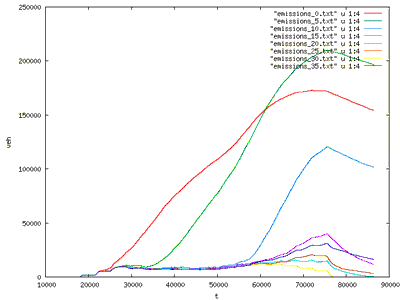 250000
200000
150000
100000
50000
0
veh
10000 20000 30000 40000 50000 60000 70000 80000 90000
t
"emissions_0.txt" u 1:4
"emissions_5.txt" u 1:4
"emissions_10.txt" u 1:4
"emissions_15.txt" u 1:4
"emissions_20.txt" u 1:4
"emissions_25.txt" u 1:4
"emissions_30.txt" u 1:4
"emissions_35.txt" u 1:4